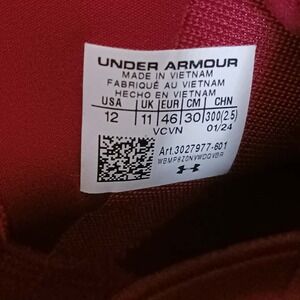 UNDER ARMOUR
MADE IN VIETNAM
FABRIQUÉ AU VIETNAM
HECHO EN VIETNAM
USA UK EUR CM CHN
12 11 46 30 300(2.5)
VCVN 01/24
Art.3027977-601
WBMP8Z0NVWDQVBR